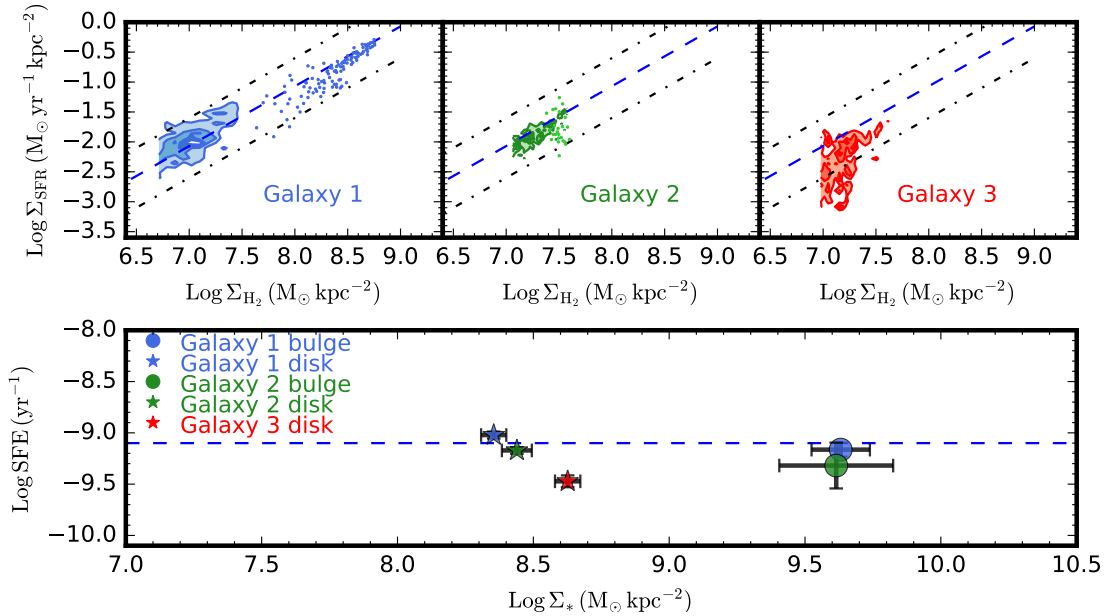 0.0
−0.5
−1.0
−1.5
−2.0
−2.5
−3.0
−3.5
Log Σ_SFR (M_⊙ yr⁻¹ kpc⁻²)
Galaxy 1
Galaxy 2
Galaxy 3
6.5 7.0 7.5 8.0 8.5 9.0
6.5 7.0 7.5 8.0 8.5 9.0
6.5 7.0 7.5 8.0 8.5 9.0
Log Σ_H₂ (M_⊙ kpc⁻²)
Log Σ_H₂ (M_⊙ kpc⁻²)
Log Σ_H₂ (M_⊙ kpc⁻²)
−8.0
−8.5
−9.0
−9.5
−10.0
Log SFE (yr⁻¹)
Galaxy 1 bulge
Galaxy 1 disk
Galaxy 2 bulge
Galaxy 2 disk
Galaxy 3 disk
7.0 7.5 8.0 8.5 9.0 9.5 10.0 10.5
Log Σ_* (M_⊙ kpc⁻²)